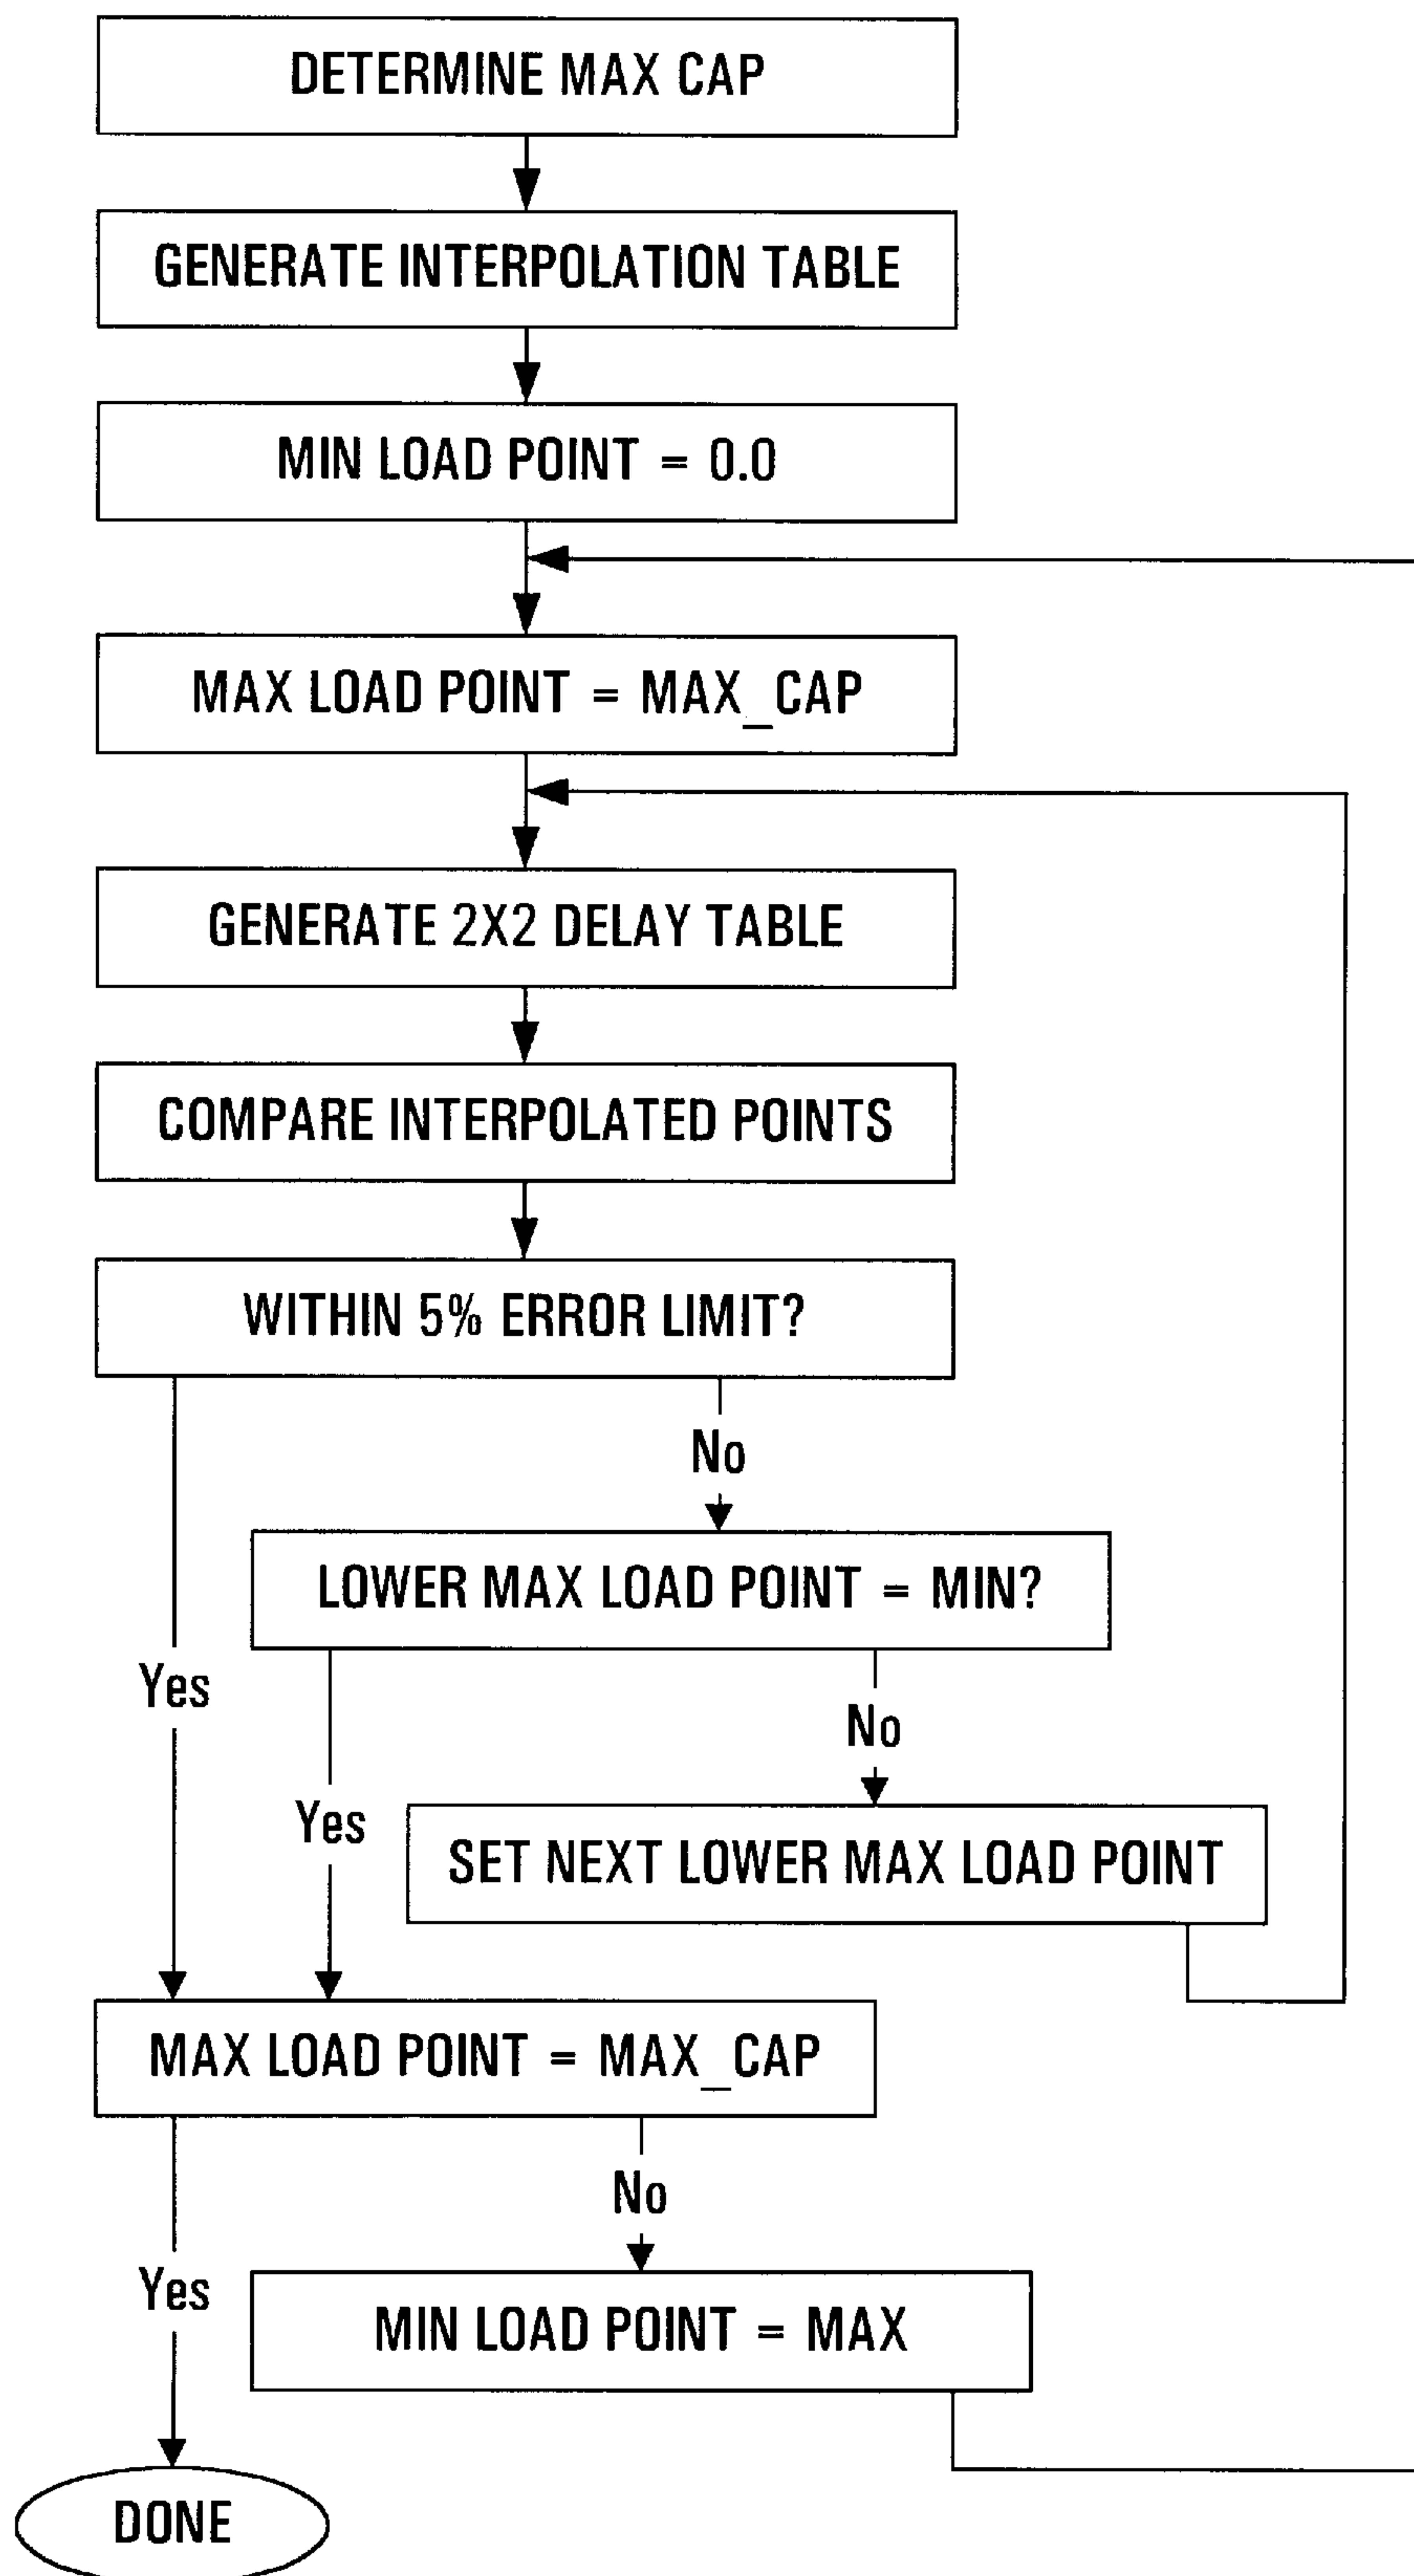 DETERMINE MAX CAP
GENERATE INTERPOLATION TABLE
MIN LOAD POINT = 0.0
MAX LOAD POINT = MAX_CAP
GENERATE 2X2 DELAY TABLE
COMPARE INTERPOLATED POINTS
WITHIN 5% ERROR LIMIT?
No
LOWER MAX LOAD POINT = MIN?
Yes
No
Yes
SET NEXT LOWER MAX LOAD POINT
MAX LOAD POINT = MAX_CAP
No
Yes
MIN LOAD POINT = MAX
DONE